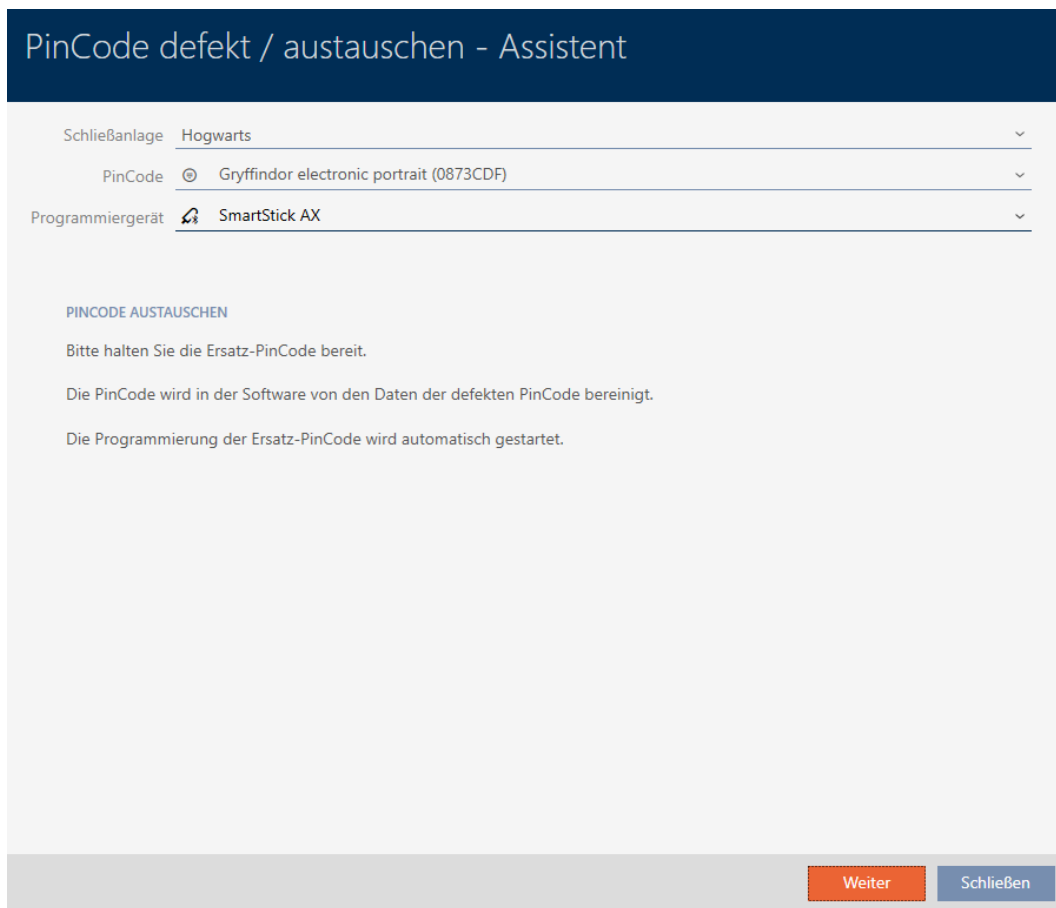 PinCode defekt / austauschen - Assistent
Schließanlage Hogwarts
PinCode Gryffindor electronic portrait (0873CDF)
Programmiergerät SmartStick AX
PINCODE AUSTAUSCHEN
Bitte halten Sie die Ersatz-PinCode bereit.
Die PinCode wird in der Software von den Daten der defekten PinCode bereinigt.
Die Programmierung der Ersatz-PinCode wird automatisch gestartet.
Weiter Schließen